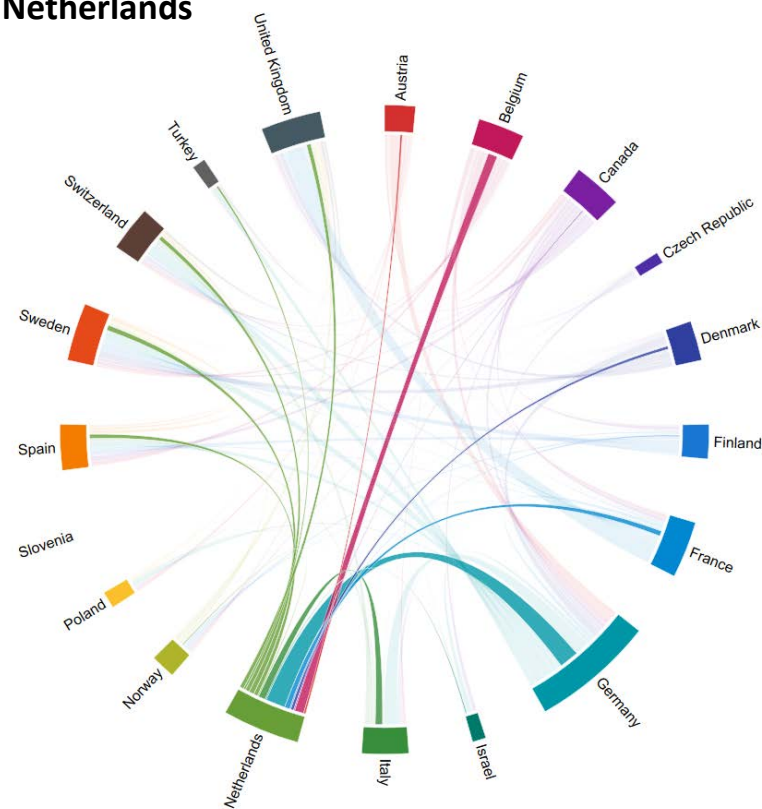 Netherlands
United Kingdom
Austria
Belgium
Canada
Czech Republic
Denmark
Finland
France
Germany
Israel
Italy
Netherlands
Norway
Poland
Slovenia
Spain
Sweden
Switzerland
Turkey